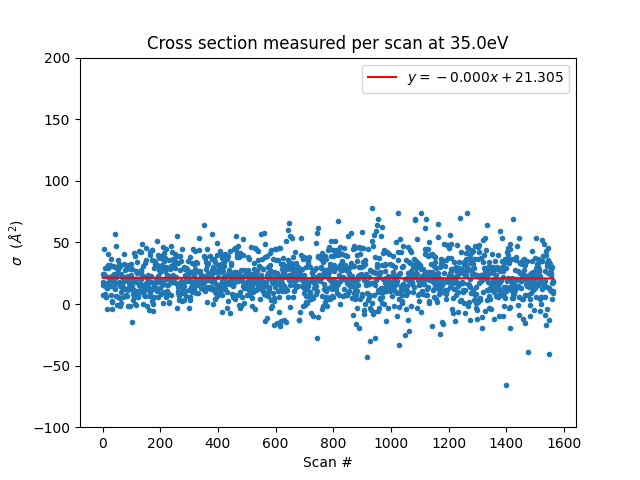 Cross section measured per scan at 35.0eV
y = −0.000x + 21.305
200
150
100
50
0
−50
−100
σ (Å²)
0 200 400 600 800 1000 1200 1400 1600
Scan #